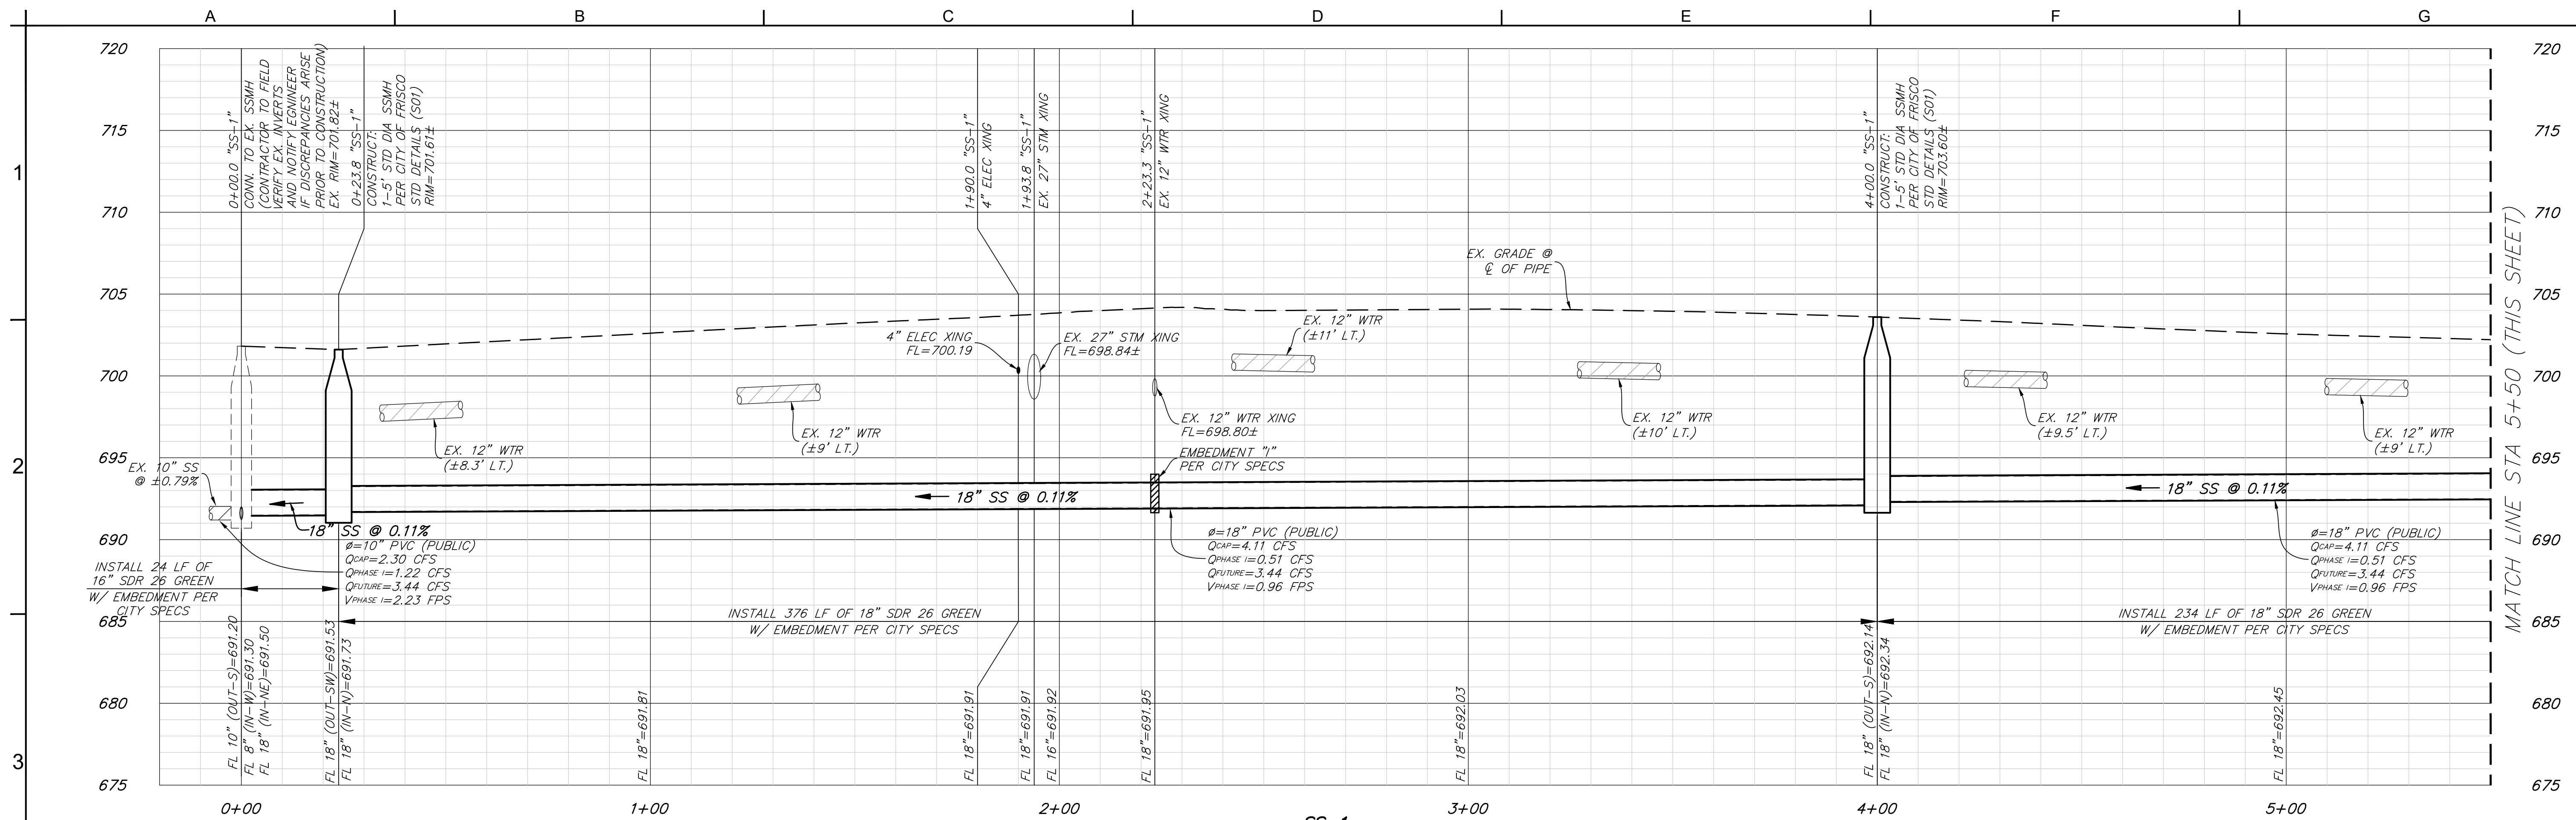 A B C D E F G
1
2
3
720
715
710
705
700
695
690
685
680
675
0+00.0 "SS-1"
CONN. TO EX. SSMH
(CONTRACTOR TO FIELD
VERIFY EX. INVERTS
AND NOTIFY EGNINEER
IF DISCREPANCIES ARISE
PRIOR TO CONSTRUCTION)
EX. RIM=701.82±
0+23.8 "SS-1"
CONSTRUCT:
1-5' STD DIA SSMH
PER CITY OF FRISCO
STD DETAILS (S01)
RIM=701.61±
1+90.0 "SS-1"
4" ELEC XING
1+93.8 "SS-1"
EX. 27" STM XING
2+23.3 "SS-1"
EX. 12" WTR XING
4+00.0 "SS-1"
CONSTRUCT:
1-5' STD DIA SSMH
PER CITY OF FRISCO
STD DETAILS (S01)
RIM=703.60±
EX. GRADE @
℄ OF PIPE
4" ELEC XING
FL=700.19
EX. 27" STM XING
FL=698.84±
EX. 12" WTR
(±11' LT.)
EX. 12" WTR XING
FL=698.80±
EMBEDMENT "I"
PER CITY SPECS
EX. 12" WTR
(±8.3' LT.)
EX. 12" WTR
(±9' LT.)
EX. 12" WTR
(±10' LT.)
EX. 12" WTR
(±9.5' LT.)
EX. 12" WTR
(±9' LT.)
EX. 10" SS
@ ±0.79%
18" SS @ 0.11%
18" SS @ 0.11%
18" SS @ 0.11%
ø=10" PVC (PUBLIC)
QCAP=2.30 CFS
QPHASE I=1.22 CFS
QFUTURE=3.44 CFS
VPHASE I=2.23 FPS
ø=18" PVC (PUBLIC)
QCAP=4.11 CFS
QPHASE I=0.51 CFS
QFUTURE=3.44 CFS
VPHASE I=0.96 FPS
ø=18" PVC (PUBLIC)
QCAP=4.11 CFS
QPHASE I=0.51 CFS
QFUTURE=3.44 CFS
VPHASE I=0.96 FPS
INSTALL 24 LF OF
16" SDR 26 GREEN
W/ EMBEDMENT PER
CITY SPECS
INSTALL 376 LF OF 18" SDR 26 GREEN
W/ EMBEDMENT PER CITY SPECS
INSTALL 234 LF OF 18" SDR 26 GREEN
W/ EMBEDMENT PER CITY SPECS
FL 10" (OUT-S)=691.20
FL 8" (IN-W)=691.30
FL 18" (IN-NE)=691.50
FL 18" (OUT-SW)=691.53
FL 18" (IN-N)=691.73
FL 18"=691.81
FL 18"=691.91
FL 18"=691.91
FL 16"=691.92
FL 18"=691.95
FL 18"=692.03
FL 18" (OUT-S)=692.14
FL 18" (IN-N)=692.34
FL 18"=692.45
0+00 1+00 2+00 3+00 4+00 5+00
720
715
710
705
700
695
690
685
680
675
MATCH LINE STA 5+50 (THIS SHEET)